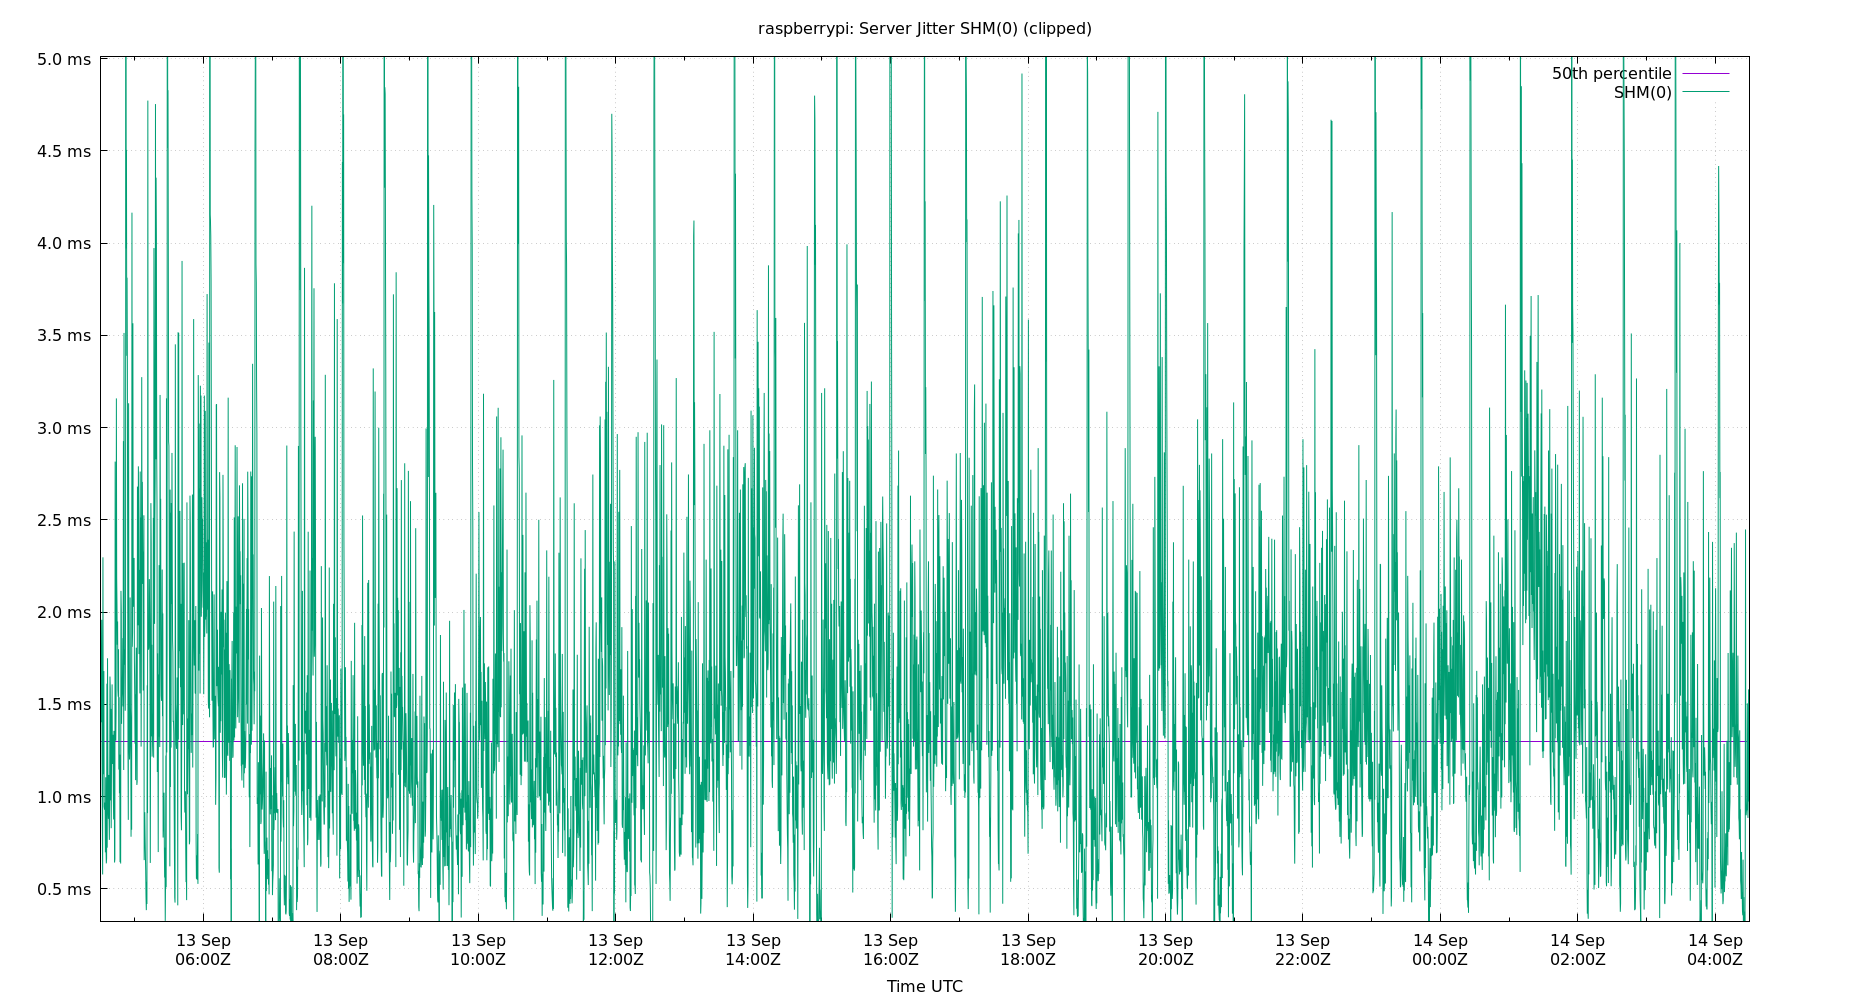 raspberrypi: Server Jitter SHM(0) (clipped)
5.0 ms
4.5 ms
4.0 ms
3.5 ms
3.0 ms
2.5 ms
2.0 ms
1.5 ms
1.0 ms
0.5 ms
50th percentile
SHM(0)
13 Sep 13 Sep 13 Sep 13 Sep 13 Sep 13 Sep 13 Sep 13 Sep 13 Sep 14 Sep 14 Sep 14 Sep
06:00Z 08:00Z 10:00Z 12:00Z 14:00Z 16:00Z 18:00Z 20:00Z 22:00Z 00:00Z 02:00Z 04:00Z
Time UTC